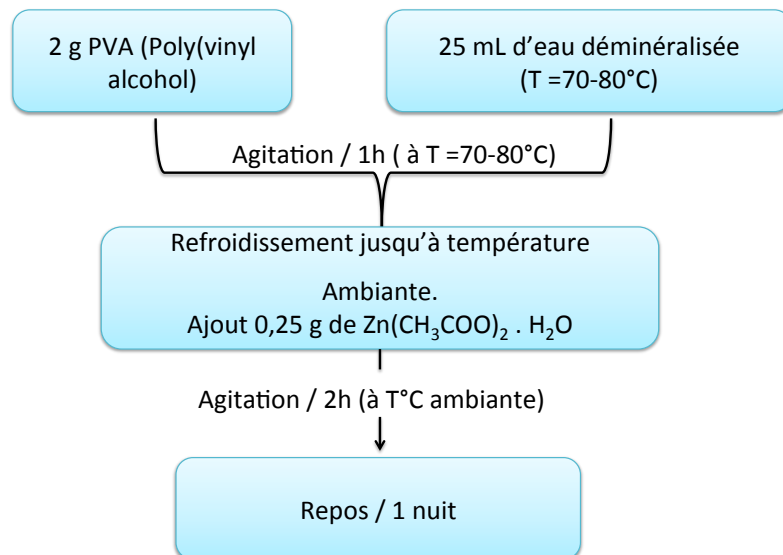 2 g PVA (Poly(vinyl
alcohol)
25 mL d'eau déminéralisée
(T =70-80°C)
Agitation / 1h ( à T =70-80°C)
Refroidissement jusqu'à température
Ambiante.
Ajout 0,25 g de Zn(CH₃COO)₂ . H₂O
Agitation / 2h (à T°C ambiante)
Repos / 1 nuit